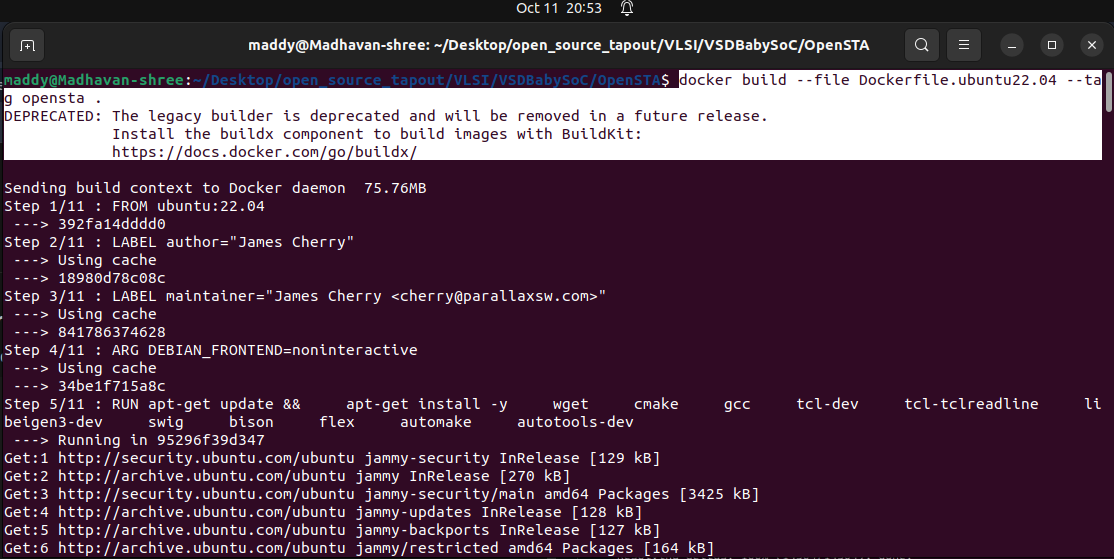 Oct 11 20:53
maddy@Madhavan-shree: ~/Desktop/open_source_tapout/VLSI/VSDBabySoC/OpenSTA
maddy@Madhavan-shree:~/Desktop/open_source_tapout/VLSI/VSDBabySoC/OpenSTA$ docker build --file Dockerfile.ubuntu22.04 --ta
g opensta .
DEPRECATED: The legacy builder is deprecated and will be removed in a future release.
            Install the buildx component to build images with BuildKit:
            https://docs.docker.com/go/buildx/
Sending build context to Docker daemon  75.76MB
Step 1/11 : FROM ubuntu:22.04
 ---> 392fa14dddd0
Step 2/11 : LABEL author="James Cherry"
 ---> Using cache
 ---> 18980d78c08c
Step 3/11 : LABEL maintainer="James Cherry <cherry@parallaxsw.com>"
 ---> Using cache
 ---> 841786374628
Step 4/11 : ARG DEBIAN_FRONTEND=noninteractive
 ---> Using cache
 ---> 34be1f715a8c
Step 5/11 : RUN apt-get update &&     apt-get install -y     wget     cmake     gcc     tcl-dev     tcl-tclreadline     li
beigen3-dev     swig     bison     flex     automake     autotools-dev
 ---> Running in 95296f39d347
Get:1 http://security.ubuntu.com/ubuntu jammy-security InRelease [129 kB]
Get:2 http://archive.ubuntu.com/ubuntu jammy InRelease [270 kB]
Get:3 http://security.ubuntu.com/ubuntu jammy-security/main amd64 Packages [3425 kB]
Get:4 http://archive.ubuntu.com/ubuntu jammy-updates InRelease [128 kB]
Get:5 http://archive.ubuntu.com/ubuntu jammy-backports InRelease [127 kB]
Get:6 http://archive.ubuntu.com/ubuntu jammy/restricted amd64 Packages [164 kB]